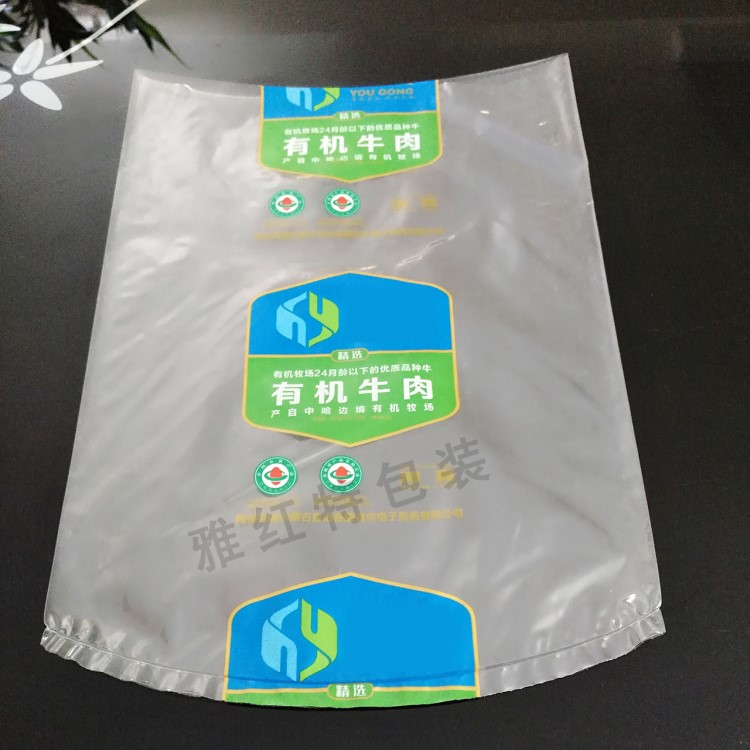 YOU GONG
精选
有机牧场24月龄以下的优质品种牛
有机牛肉
产自中哈边境有机牧场
精选
有机牧场24月龄以下的优质品种牛
有机牛肉
产自中哈边境有机牧场
雅红特包装
精选